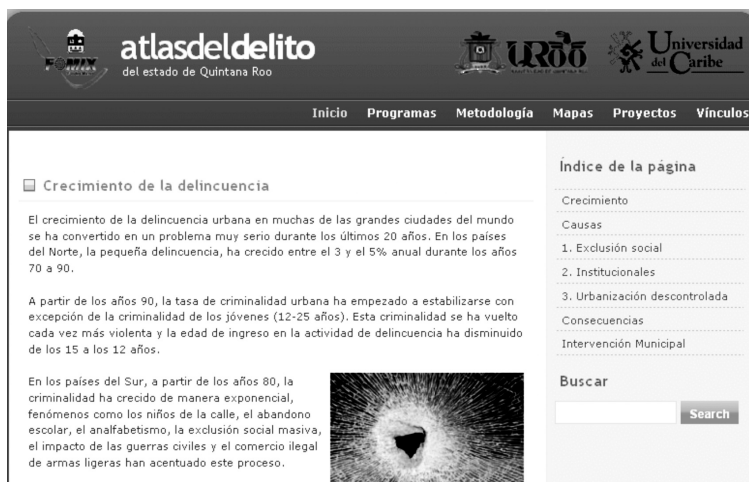 FOMIX
atlasdeldelito
del estado de Quintana Roo
UQROO
Universidad
del Caribe
Inicio Programas Metodología Mapas Proyectos Vínculos
Crecimiento de la delincuencia
El crecimiento de la delincuencia urbana en muchas de las grandes ciudades del mundo
se ha convertido en un problema muy serio durante los últimos 20 años. En los países
del Norte, la pequeña delincuencia, ha crecido entre el 3 y el 5% anual durante los años
70 a 90.
A partir de los años 90, la tasa de criminalidad urbana ha empezado a estabilizarse con
excepción de la criminalidad de los jóvenes (12-25 años). Esta criminalidad se ha vuelto
cada vez más violenta y la edad de ingreso en la actividad de delincuencia ha disminuido
de los 15 a los 12 años.
En los países del Sur, a partir de los años 80, la
criminalidad ha crecido de manera exponencial,
fenómenos como los niños de la calle, el abandono
escolar, el analfabetismo, la exclusión social masiva,
el impacto de las guerras civiles y el comercio ilegal
de armas ligeras han acentuado este proceso.
Índice de la página
Crecimiento
Causas
1. Exclusión social
2. Institucionales
3. Urbanización descontrolada
Consecuencias
Intervención Municipal
Buscar
Search